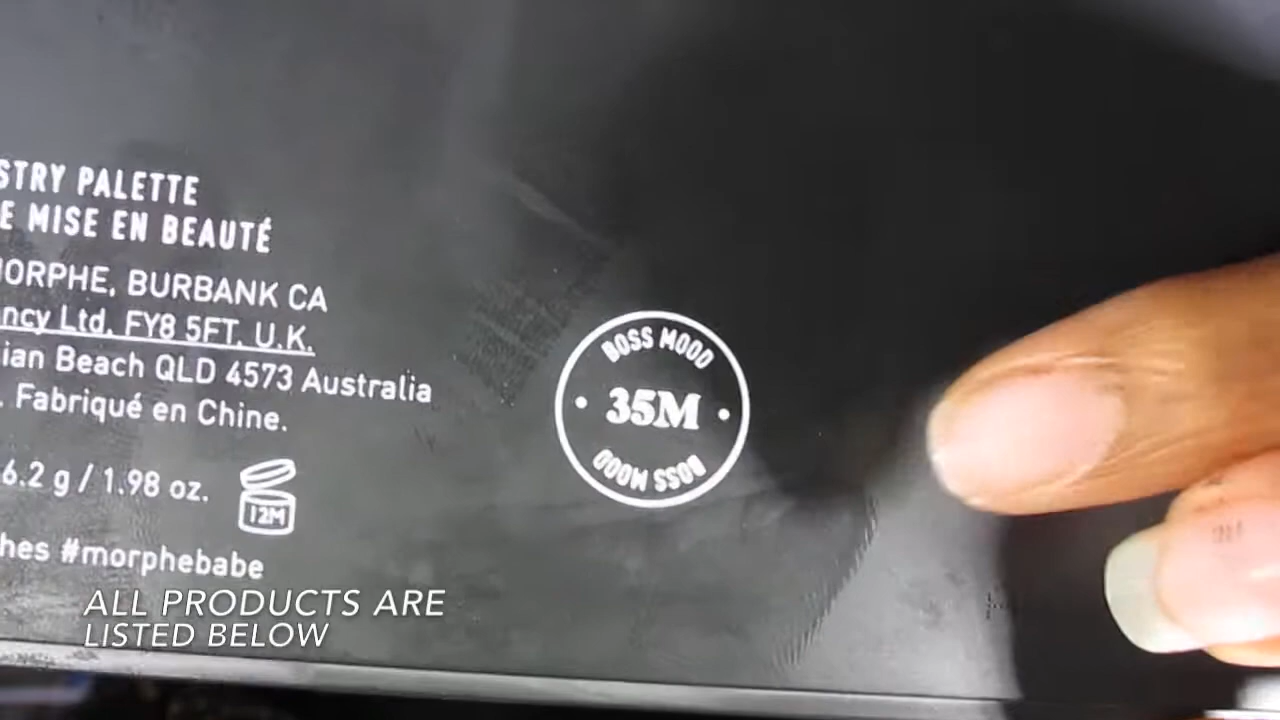 STRY PALETTE
E MISE EN BEAUTÉ
MORPHE, BURBANK CA
ncy Ltd. FY8 5FT. U.K.
ian Beach QLD 4573 Australia
. Fabriqué en Chine.
6.2 g / 1.98 oz.
12M
hes #morphebabe
BOSS MOOD
• 35M •
BOSS MOOD
ALL PRODUCTS ARE
LISTED BELOW